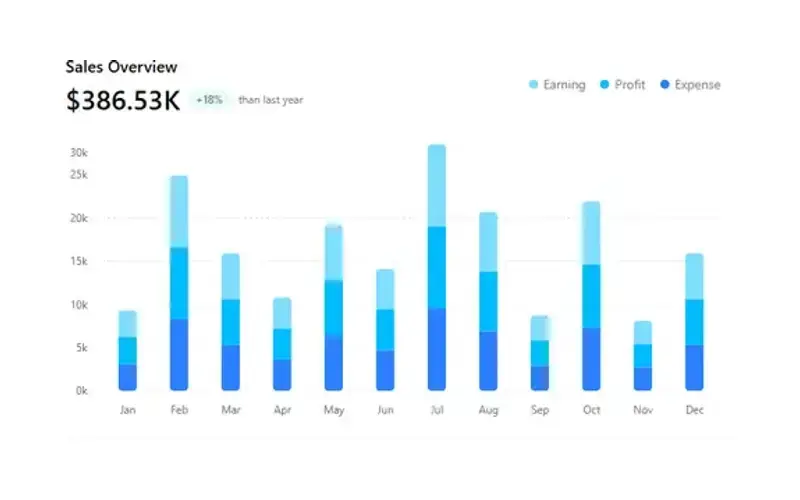 Sales Overview
$386.53K +18% than last year
Earning Profit Expense
30k
25k
20k
15k
10k
5k
0k
Jan Feb Mar Apr May Jun Jul Aug Sep Oct Nov Dec